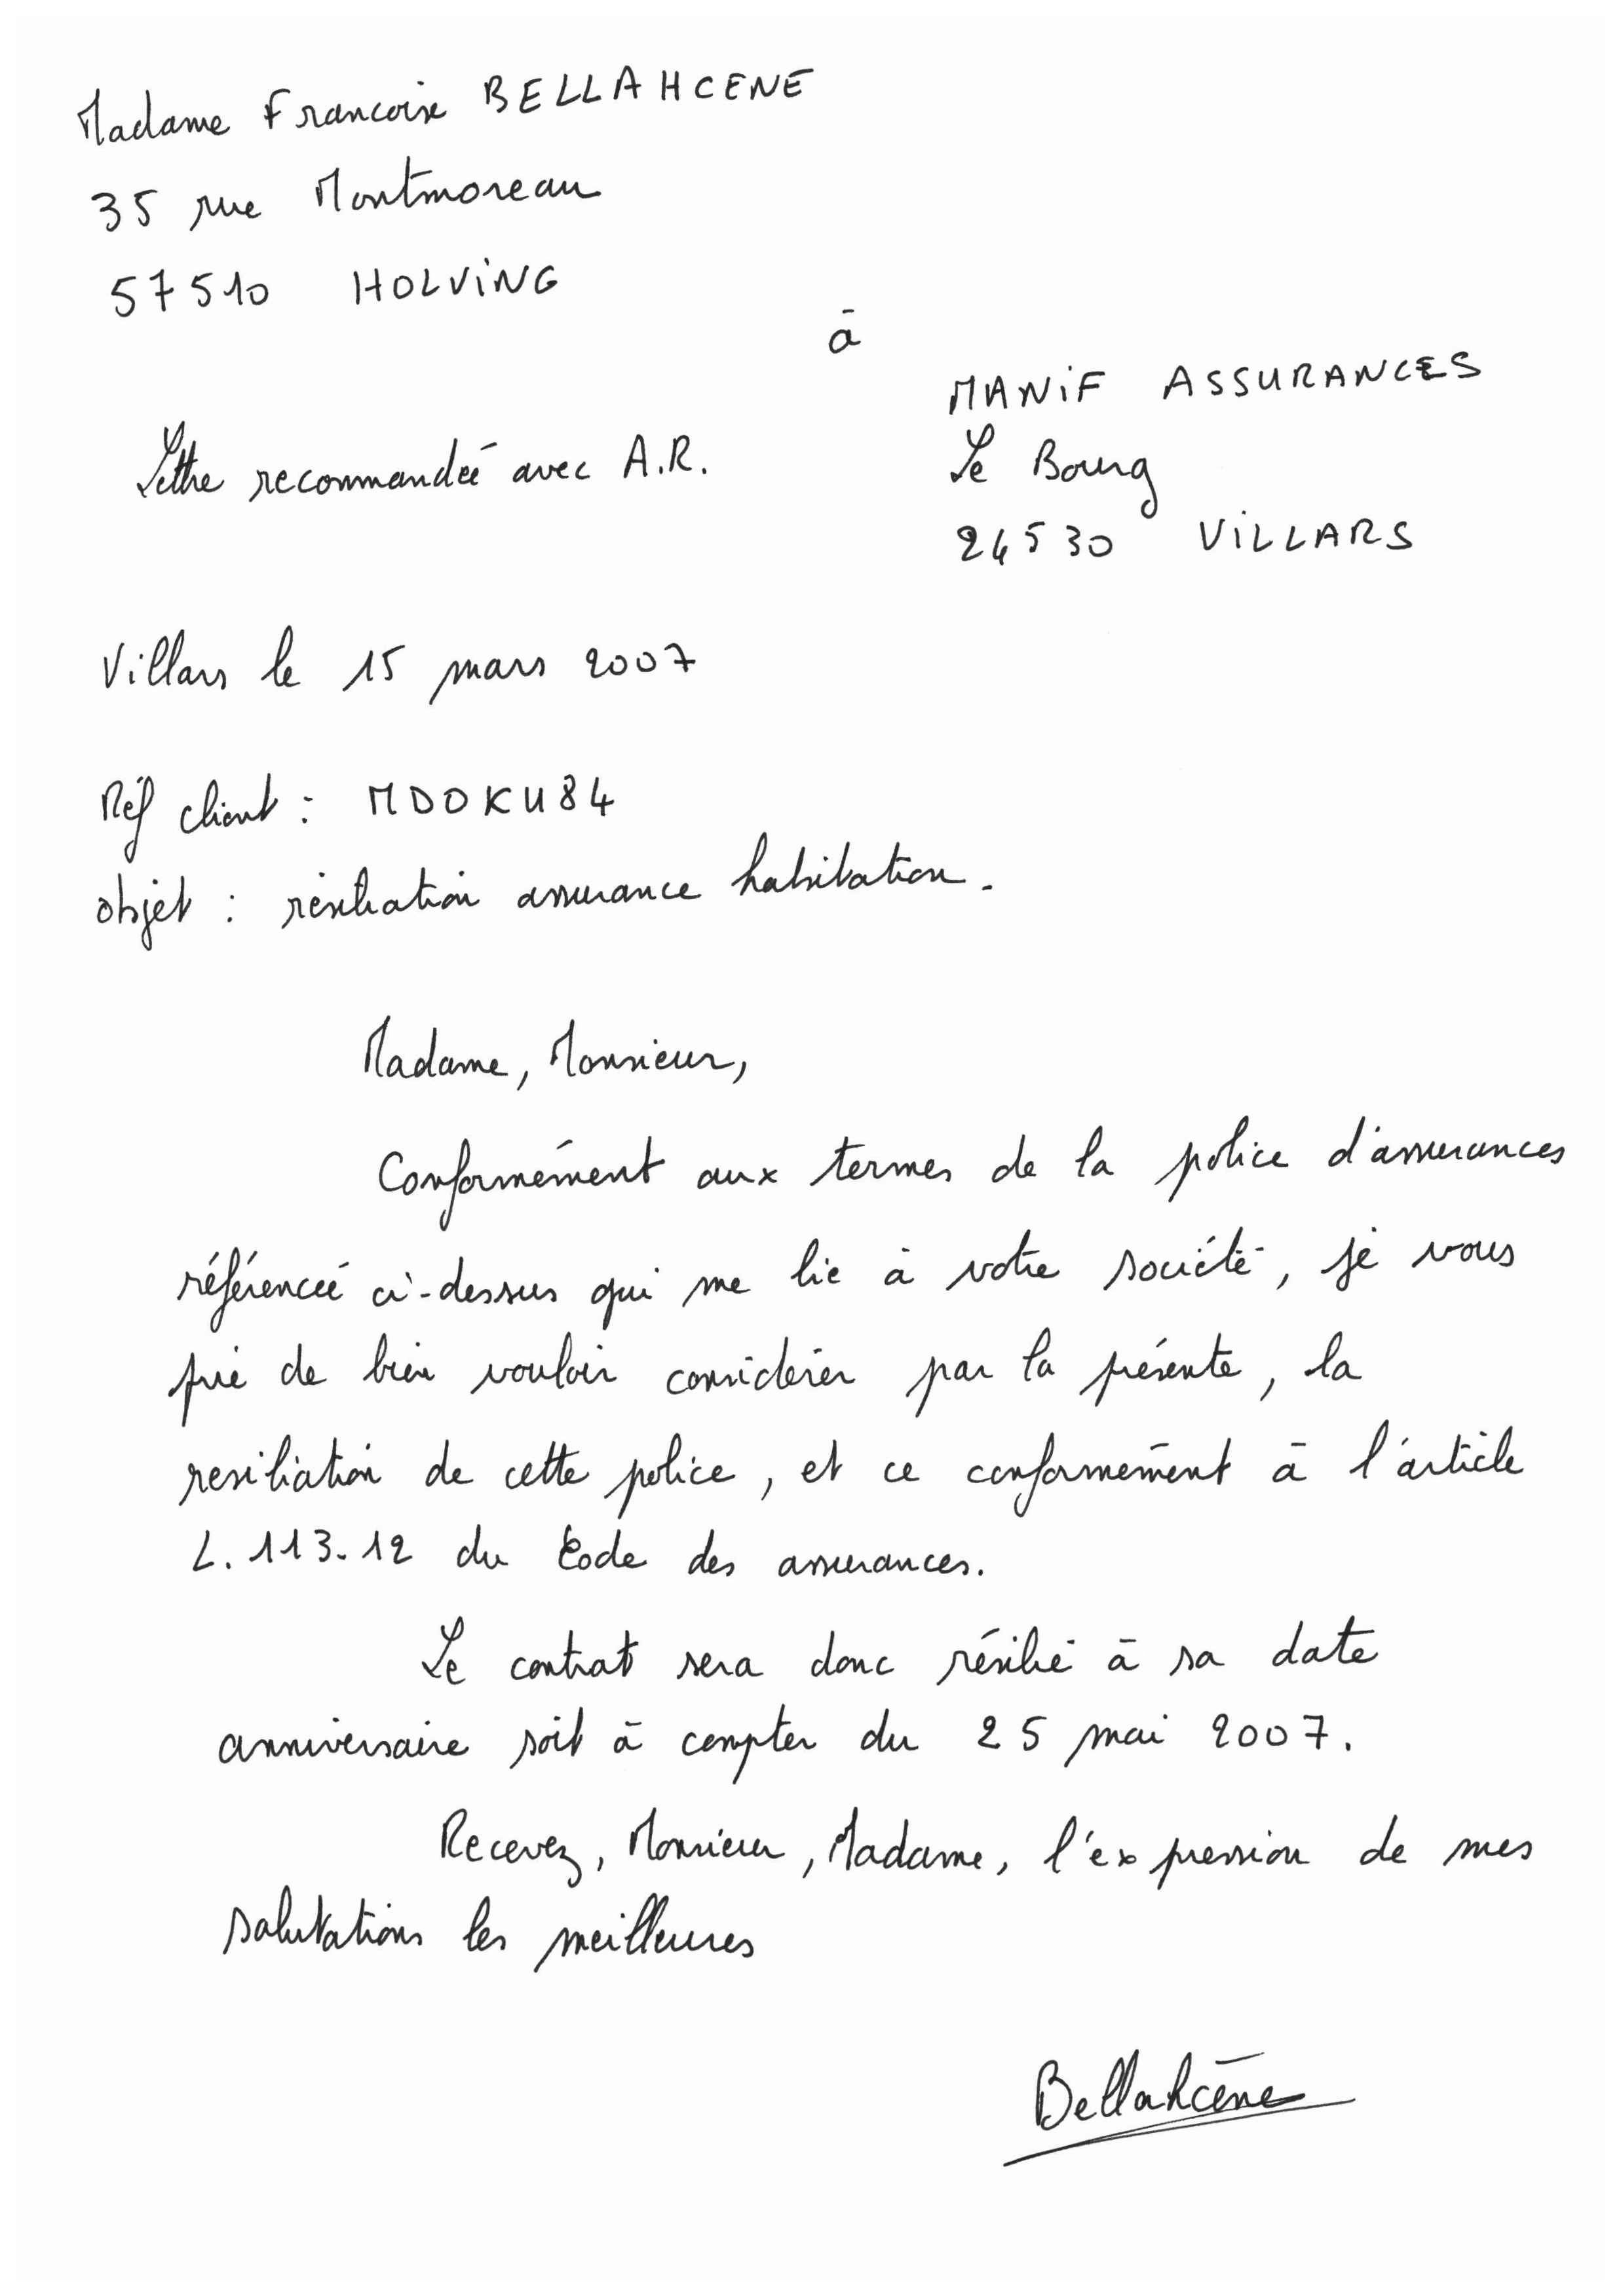 Madame Francoise BELLAHCENE
35 rue Montmoreau
57510 HOLViNG
à
MANiF ASSURANCES
Lettre recommandée avec A.R.
Le Bourg
24530 ViLLARS
Villars le 15 mars 2007
Réf client : MDOKU84
objet : résiliation assurance habitation.
Madame, Monsieur,
Conformément aux termes de la police d'assurances
référencée ci-dessus qui me lie à votre société, je vous
prie de bien vouloir considérer par la présente, la
resiliation de cette police, et ce conformément à l'article
L.113.12 du Code des assurances.
Le contrat sera donc résilié à sa date
anniversaire soit à compter du 25 mai 2007.
Recevez, Monsieur, Madame, l'expression de mes
salutations les meilleures
Bellahcène